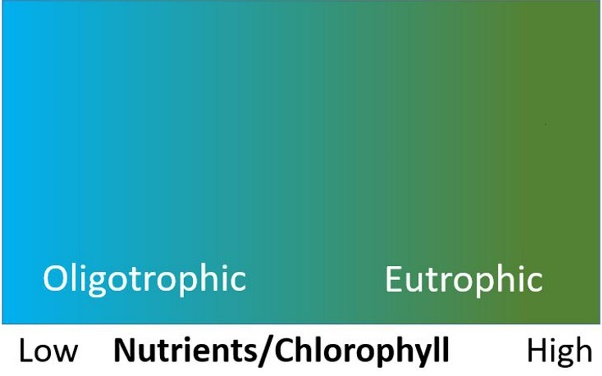 Oligotrophic Eutrophic
Low Nutrients/Chlorophyll High